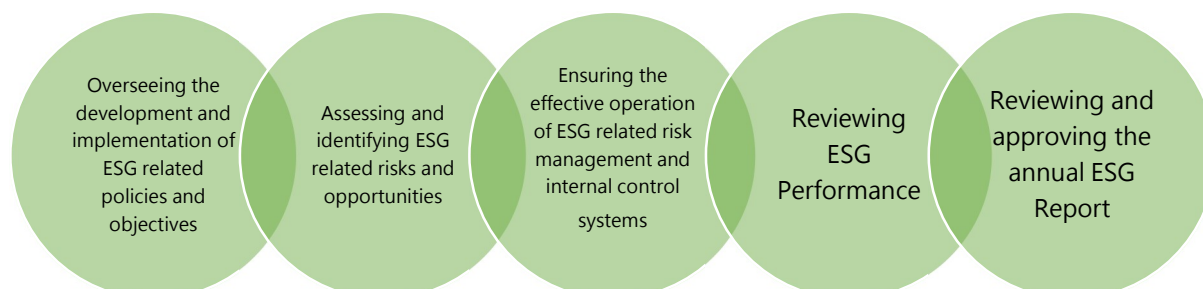 Overseeing the
development and
implementation of
ESG related
policies and
objectives
Assessing and
identifying ESG
related risks and
opportunities
Ensuring the
effective operation
of ESG related risk
management and
internal control
systems
Reviewing
ESG
Performance
Reviewing and
approving the
annual ESG
Report